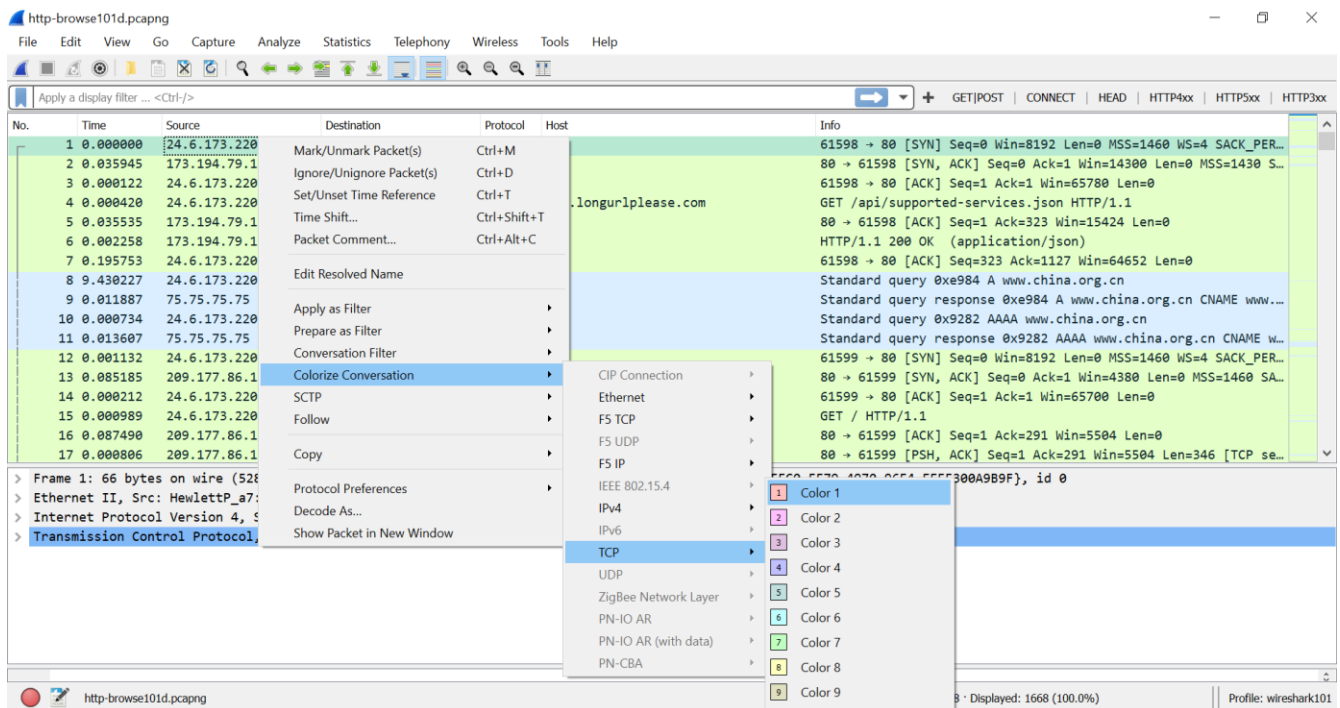 http-browse101d.pcapng
File Edit View Go Capture Analyze Statistics Telephony Wireless Tools Help
Apply a display filter ... <Ctrl-/> GET|POST | CONNECT | HEAD | HTTP4xx | HTTP5xx | HTTP3xx
No. Time Source Destination Protocol Host Info
1 0.000000 24.6.173.220 61598 → 80 [SYN] Seq=0 Win=8192 Len=0 MSS=1460 WS=4 SACK_PER…
2 0.035945 173.194.79.1 80 → 61598 [SYN, ACK] Seq=0 Ack=1 Win=14300 Len=0 MSS=1430 S…
3 0.000122 24.6.173.220 61598 → 80 [ACK] Seq=1 Ack=1 Win=65780 Len=0
4 0.000420 24.6.173.220 .longurlplease.com GET /api/supported-services.json HTTP/1.1
5 0.035535 173.194.79.1 80 → 61598 [ACK] Seq=1 Ack=323 Win=15424 Len=0
6 0.002258 173.194.79.1 HTTP/1.1 200 OK (application/json)
7 0.195753 24.6.173.220 61598 → 80 [ACK] Seq=323 Ack=1127 Win=64652 Len=0
8 9.430227 24.6.173.220 Standard query 0xe984 A www.china.org.cn
9 0.011887 75.75.75.75 Standard query response 0xe984 A www.china.org.cn CNAME www.…
10 0.000734 24.6.173.220 Standard query 0x9282 AAAA www.china.org.cn
11 0.013607 75.75.75.75 Standard query response 0x9282 AAAA www.china.org.cn CNAME w…
12 0.001132 24.6.173.220 61599 → 80 [SYN] Seq=0 Win=8192 Len=0 MSS=1460 WS=4 SACK_PER…
13 0.085185 209.177.86.1 80 → 61599 [SYN, ACK] Seq=0 Ack=1 Win=4380 Len=0 MSS=1460 SA…
14 0.000212 24.6.173.220 61599 → 80 [ACK] Seq=1 Ack=1 Win=65700 Len=0
15 0.000989 24.6.173.220 GET / HTTP/1.1
16 0.087490 209.177.86.1 80 → 61599 [ACK] Seq=1 Ack=291 Win=5504 Len=0
17 0.000806 209.177.86.1 80 → 61599 [PSH, ACK] Seq=1 Ack=291 Win=5504 Len=346 [TCP se…
Mark/Unmark Packet(s) Ctrl+M
Ignore/Unignore Packet(s) Ctrl+D
Set/Unset Time Reference Ctrl+T
Time Shift... Ctrl+Shift+T
Packet Comment... Ctrl+Alt+C
Edit Resolved Name
Apply as Filter
Prepare as Filter
Conversation Filter
Colorize Conversation
SCTP
Follow
Copy
Protocol Preferences
Decode As...
Show Packet in New Window
CIP Connection
Ethernet
F5 TCP
F5 UDP
F5 IP
IEEE 802.15.4
IPv4
IPv6
TCP
UDP
ZigBee Network Layer
PN-IO AR
PN-IO AR (with data)
PN-CBA
1 Color 1
2 Color 2
3 Color 3
4 Color 4
5 Color 5
6 Color 6
7 Color 7
8 Color 8
9 Color 9
Frame 1: 66 bytes on wire (528 300A9B9F}, id 0
Ethernet II, Src: HewlettP_a7:
Internet Protocol Version 4, S
Transmission Control Protocol,
http-browse101d.pcapng 8 · Displayed: 1668 (100.0%) Profile: wireshark101